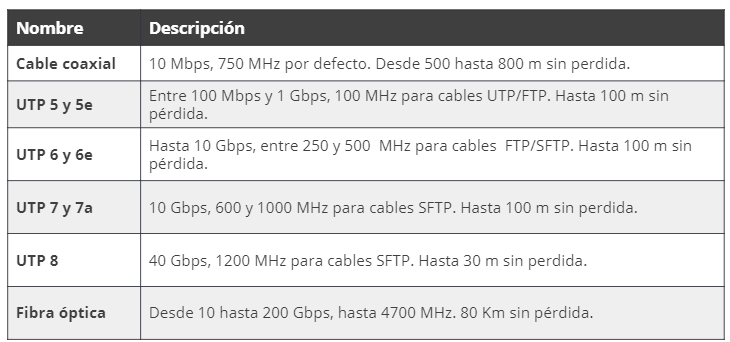 Nombre Descripción
Cable coaxial 10 Mbps, 750 MHz por defecto. Desde 500 hasta 800 m sin perdida.
UTP 5 y 5e Entre 100 Mbps y 1 Gbps, 100 MHz para cables UTP/FTP. Hasta 100 m sin
pérdida.
UTP 6 y 6e Hasta 10 Gbps, entre 250 y 500 MHz para cables FTP/SFTP. Hasta 100 m sin
pérdida.
UTP 7 y 7a 10 Gbps, 600 y 1000 MHz para cables SFTP. Hasta 100 m sin perdida.
UTP 8 40 Gbps, 1200 MHz para cables SFTP. Hasta 30 m sin perdida.
Fibra óptica Desde 10 hasta 200 Gbps, hasta 4700 MHz. 80 Km sin pérdida.